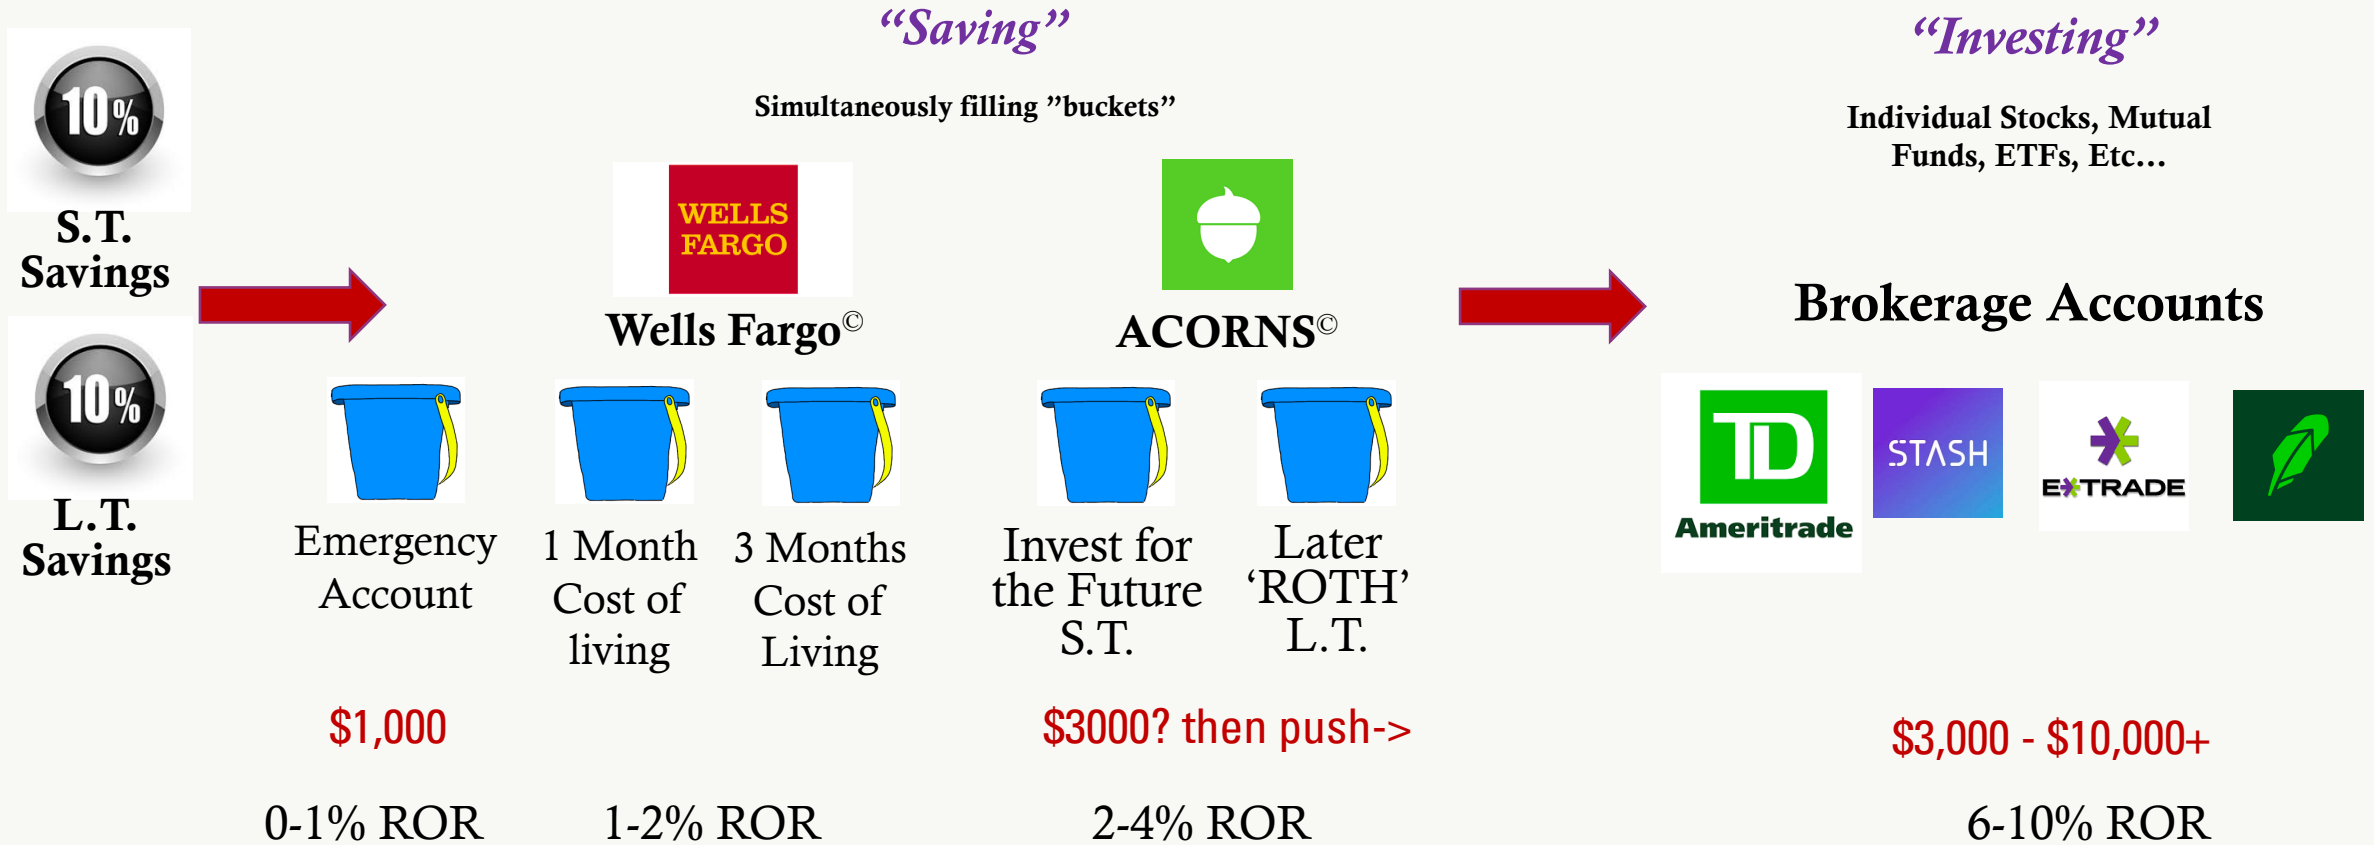 10%
S.T.
Savings
10%
L.T.
Savings
“Saving”
Simultaneously filling ”buckets”
WELLS
FARGO
Wells Fargo©
ACORNS©
Emergency
Account
1 Month
Cost of
living
3 Months
Cost of
Living
Invest for
the Future
S.T.
Later
‘ROTH’
L.T.
$1,000
$3000? then push->
0-1% ROR
1-2% ROR
2-4% ROR
“Investing”
Individual Stocks, Mutual
Funds, ETFs, Etc…
Brokerage Accounts
TD
Ameritrade
STASH
E*TRADE
$3,000 - $10,000+
6-10% ROR